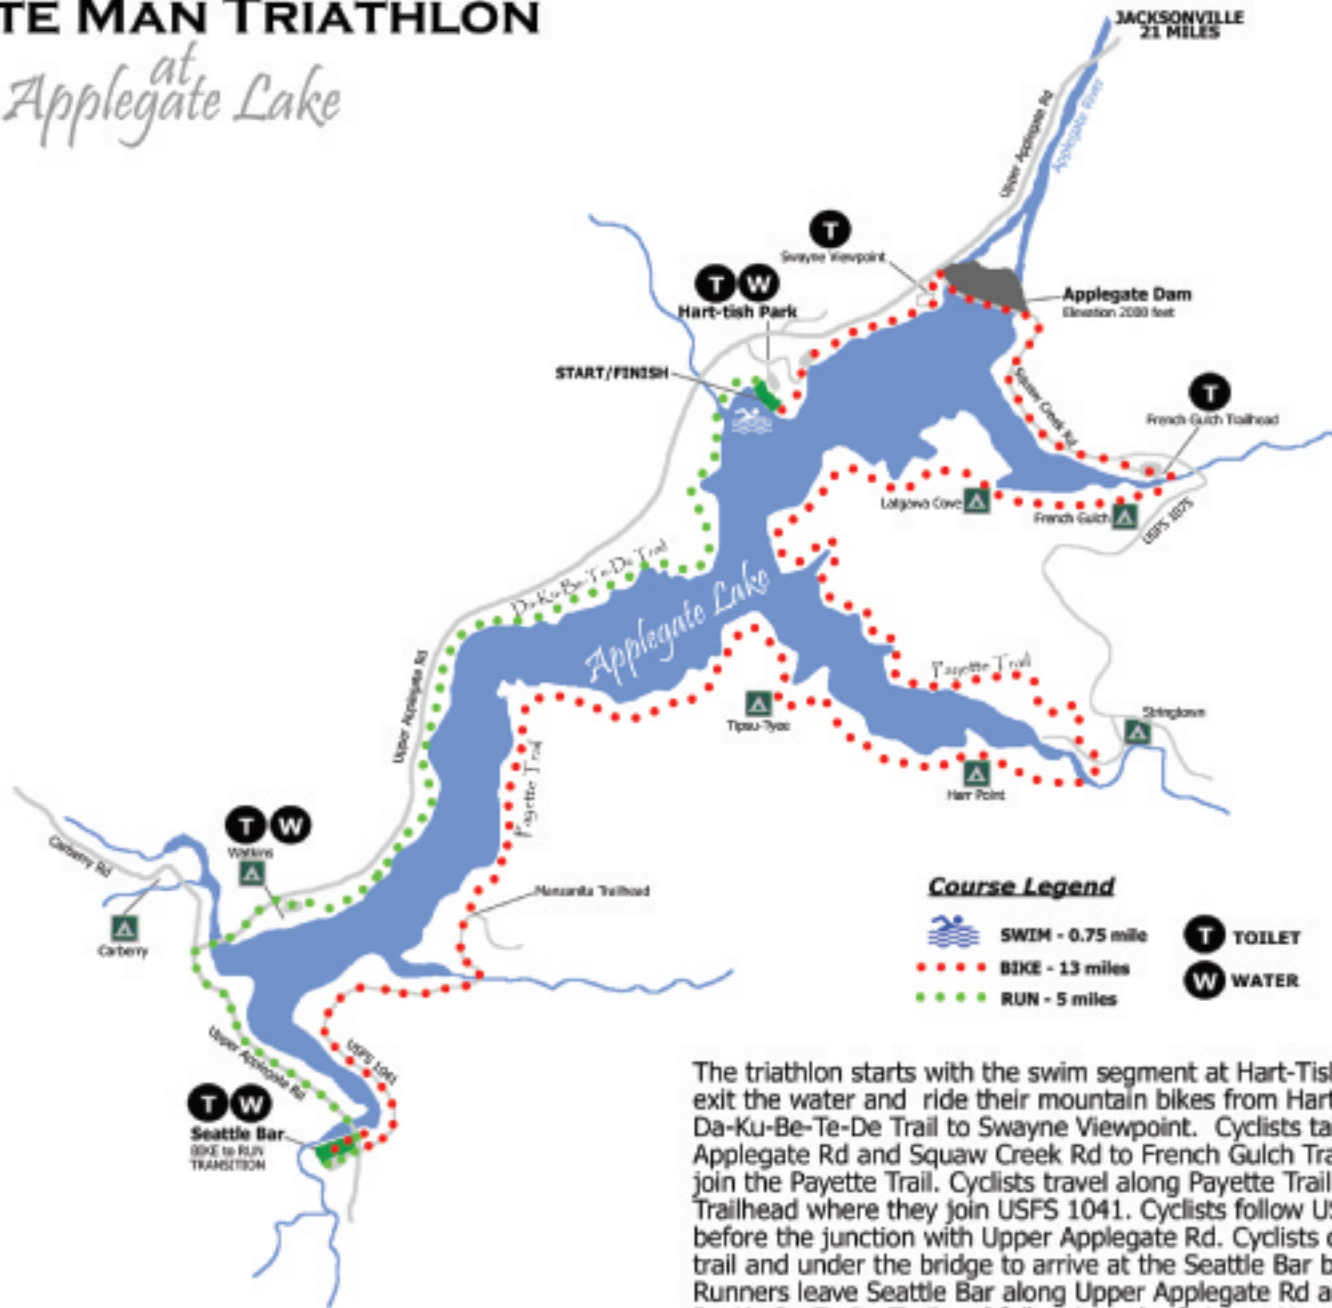 TE MAN TRIATHLON
at
Applegate Lake
JACKSONVILLE
21 MILES
Upper Applegate Rd
Applegate River
T
Swayne Viewpoint
T W
Hart-tish Park
Applegate Dam
Elevation 2000 feet
START/FINISH
Squaw Creek Rd
T
French Gulch Trailhead
Latgawa Cove
French Gulch
USFS 1075
Da-Ku-Be-Te-De Trail
Applegate Lake
Upper Applegate Rd
Payette Trail
Tipsu-Tyee
Stringtown
Payette Trail
Harr Point
T W
Watkins
Carberry Rd
Carberry
Manzanita Trailhead
Course Legend
SWIM - 0.75 mile
BIKE - 13 miles
RUN - 5 miles
T TOILET
W WATER
Upper Applegate Rd
USFS 1041
T W
Seattle Bar
BIKE to RUN
TRANSITION
The triathlon starts with the swim segment at Hart-Tis
exit the water and ride their mountain bikes from Hart
Da-Ku-Be-Te-De Trail to Swayne Viewpoint. Cyclists ta
Applegate Rd and Squaw Creek Rd to French Gulch Tra
join the Payette Trail. Cyclists travel along Payette Trail
Trailhead where they join USFS 1041. Cyclists follow US
before the junction with Upper Applegate Rd. Cyclists
trail and under the bridge to arrive at the Seattle Bar b
Runners leave Seattle Bar along Upper Applegate Rd a